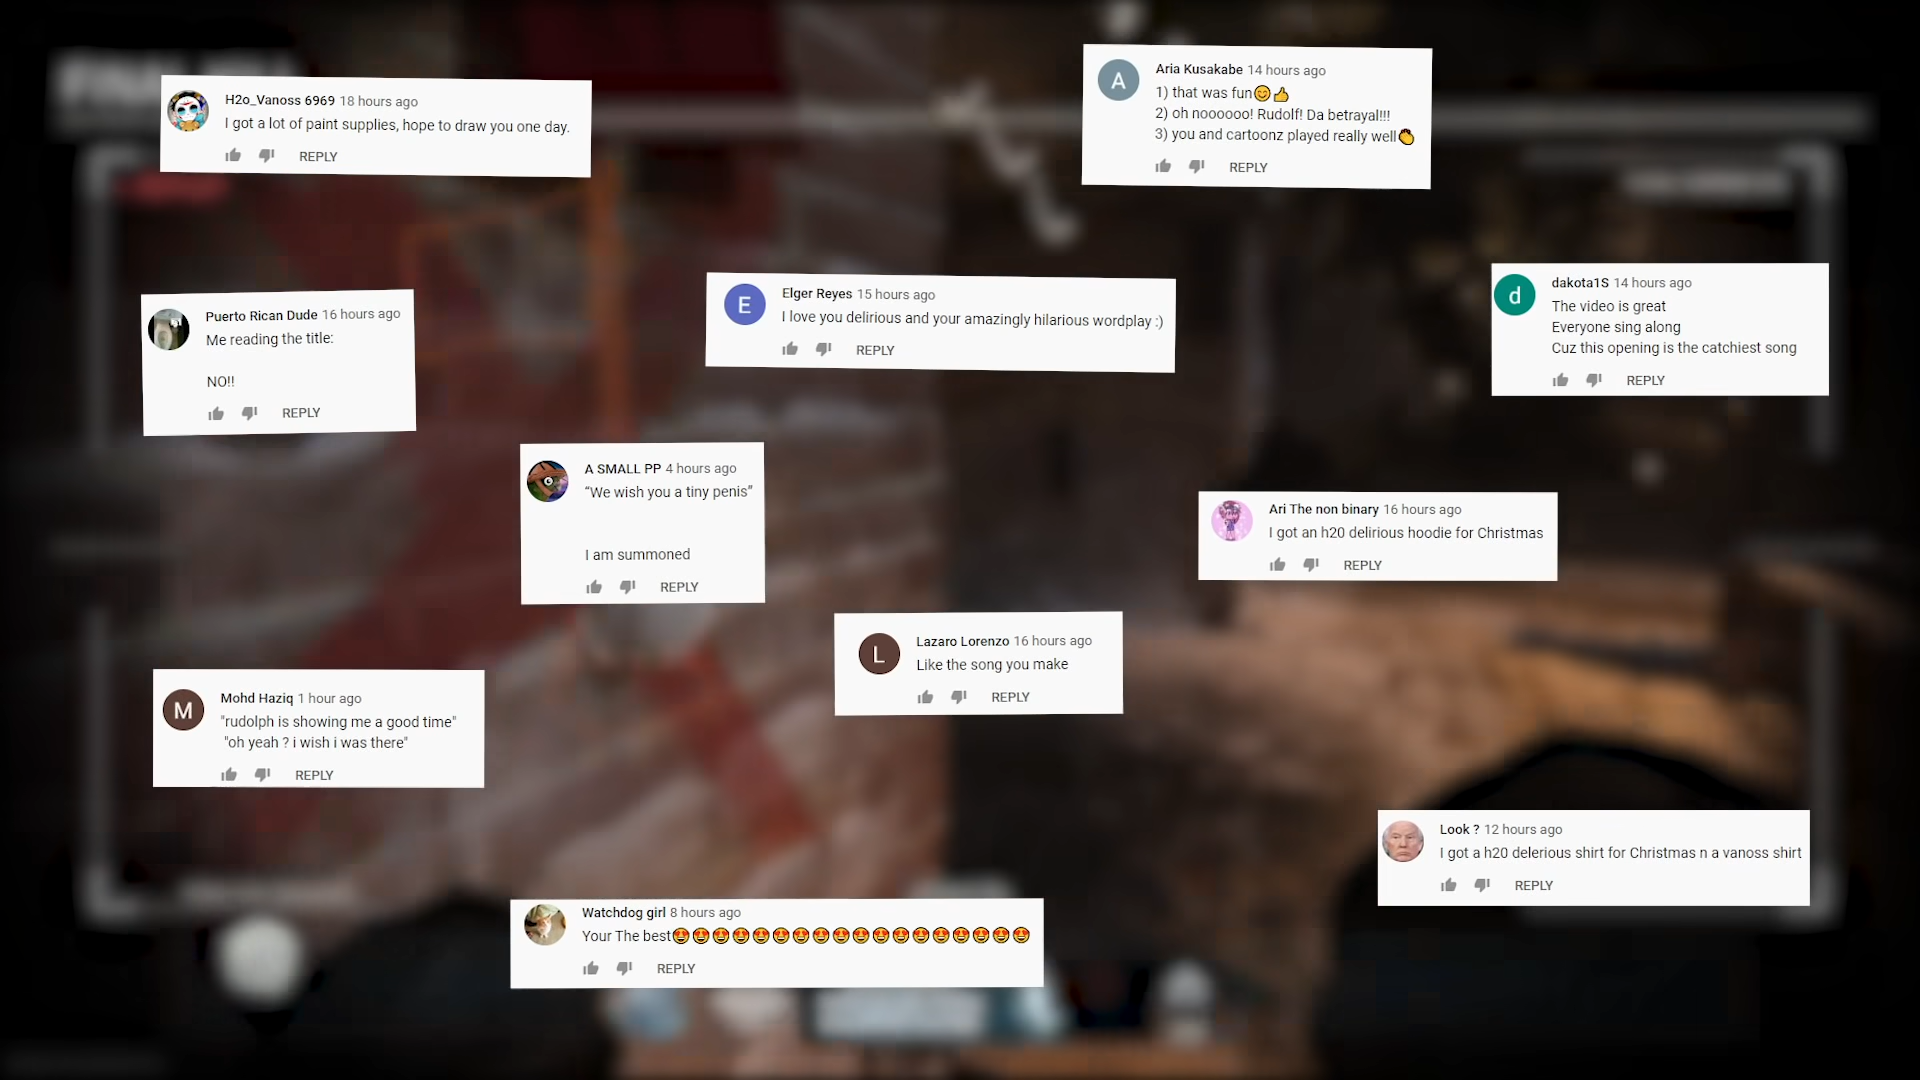 H2o_Vanoss 6969 18 hours ago
I got a lot of paint supplies, hope to draw you one day.
REPLY
Aria Kusakabe 14 hours ago
1) that was fun😊👍
2) oh noooooo! Rudolf! Da betrayal!!!
3) you and cartoonz played really well👏
REPLY
Puerto Rican Dude 16 hours ago
Me reading the title:
NO!!
REPLY
Elger Reyes 15 hours ago
I love you delirious and your amazingly hilarious wordplay :)
REPLY
dakota1S 14 hours ago
The video is great
Everyone sing along
Cuz this opening is the catchiest song
REPLY
A SMALL PP 4 hours ago
“We wish you a tiny penis”
I am summoned
REPLY
Ari The non binary 16 hours ago
I got an h20 delirious hoodie for Christmas
REPLY
Lazaro Lorenzo 16 hours ago
Like the song you make
REPLY
Mohd Haziq 1 hour ago
"rudolph is showing me a good time"
"oh yeah ? i wish i was there"
REPLY
Look ? 12 hours ago
I got a h20 delerious shirt for Christmas n a vanoss shirt
REPLY
Watchdog girl 8 hours ago
Your The best😍😍😍😍😍😍😍😍😍😍😍😍😍😍😍😍😍😍
REPLY